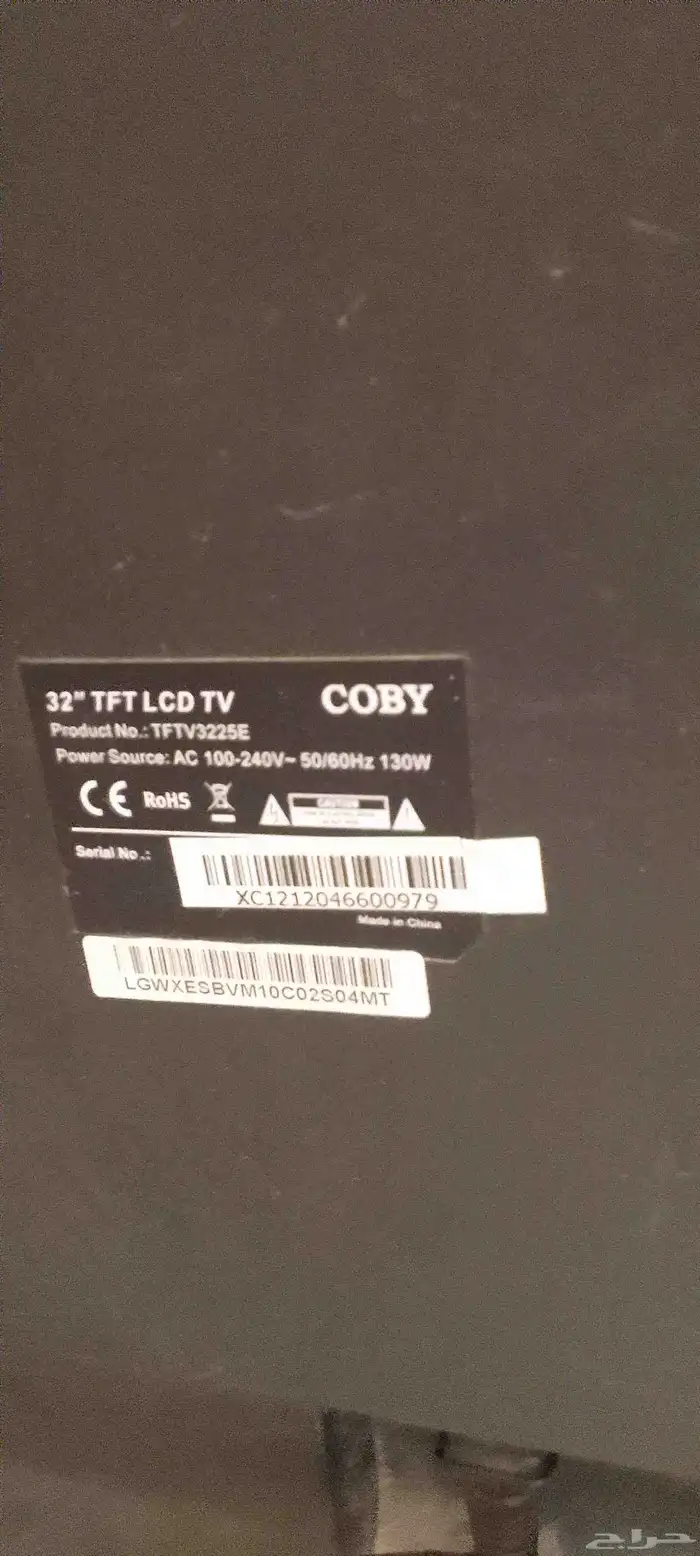 32" TFT LCD TV
COBY
Product No.: TFTV3225E
Power Source: AC 100-240V~ 50/60Hz 130W
CE RoHS
CAUTION
Serial No.:
XC1212046600979
Made in China
LGWXESBVM10C02S04MT
حراج